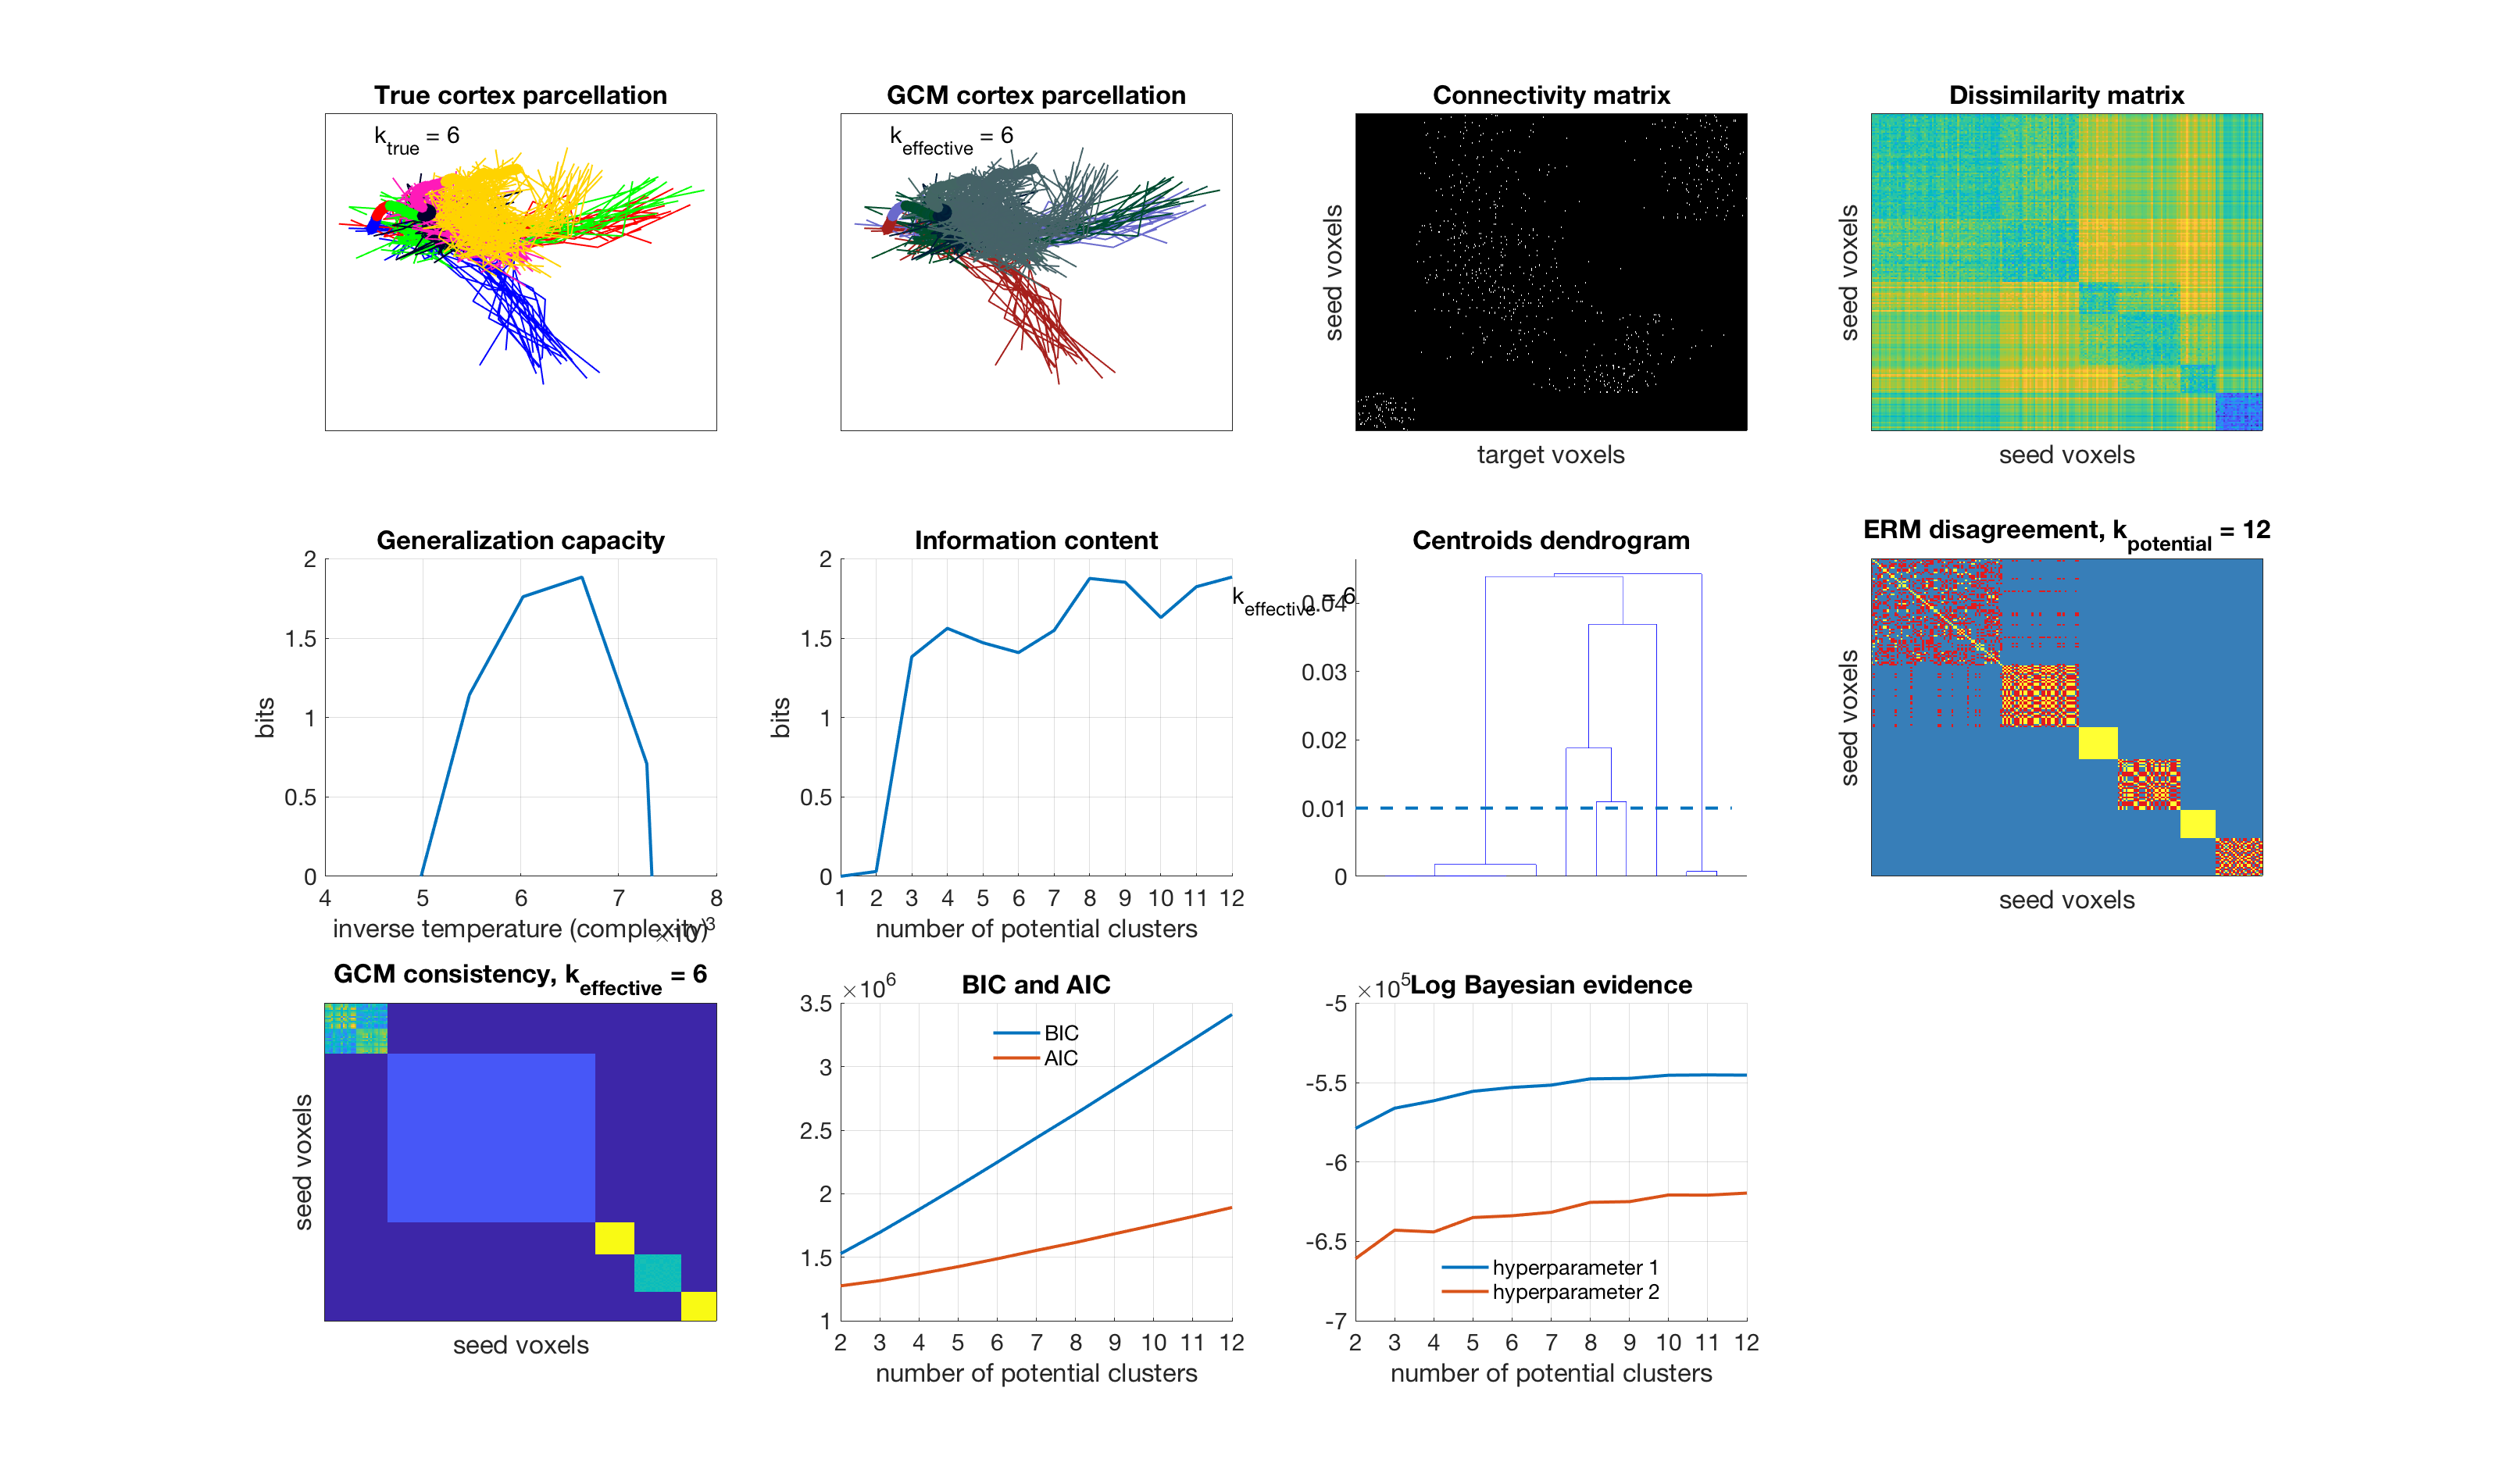 True cortex parcellation
k_true = 6
GCM cortex parcellation
k_effective = 6
Connectivity matrix
seed voxels
target voxels
Dissimilarity matrix
seed voxels
seed voxels
Generalization capacity
bits
2
1.5
1
0.5
0
4 5 6 7 8
inverse temperature (complexity)
×10^3
Information content
bits
2
1.5
1
0.5
0
1 2 3 4 5 6 7 8 9 10 11 12
number of potential clusters
Centroids dendrogram
k_effective = 6
0.04
0.03
0.02
0.01
0
ERM disagreement, k_potential = 12
seed voxels
seed voxels
GCM consistency, k_effective = 6
seed voxels
seed voxels
BIC and AIC
×10^6
3.5
3
2.5
2
1.5
1
BIC
AIC
2 3 4 5 6 7 8 9 10 11 12
number of potential clusters
Log Bayesian evidence
×10^5
-5
-5.5
-6
-6.5
-7
hyperparameter 1
hyperparameter 2
2 3 4 5 6 7 8 9 10 11 12
number of potential clusters